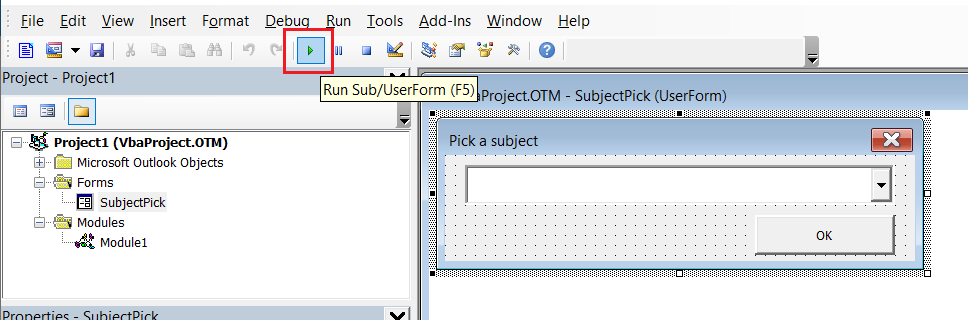 File Edit View Insert Format Debug Run Tools Add-Ins Window Help
Project - Project1
Run Sub/UserForm (F5)
aProject.OTM - SubjectPick (UserForm)
Project1 (VbaProject.OTM)
Microsoft Outlook Objects
Forms
SubjectPick
Modules
Module1
Pick a subject
OK
Properties - SubjectPick